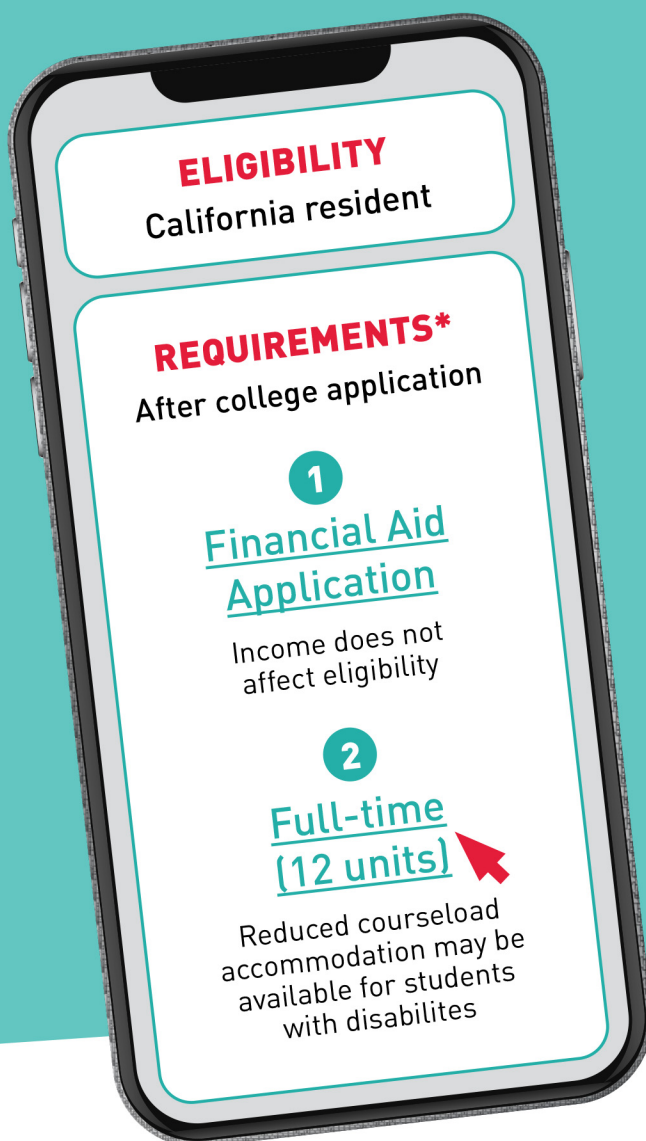 ELIGIBILITY
California resident
REQUIREMENTS*
After college application
1
Financial Aid
Application
Income does not
affect eligibility
2
Full-time
(12 units)
Reduced courseload
accommodation may be
available for students
with disabilites